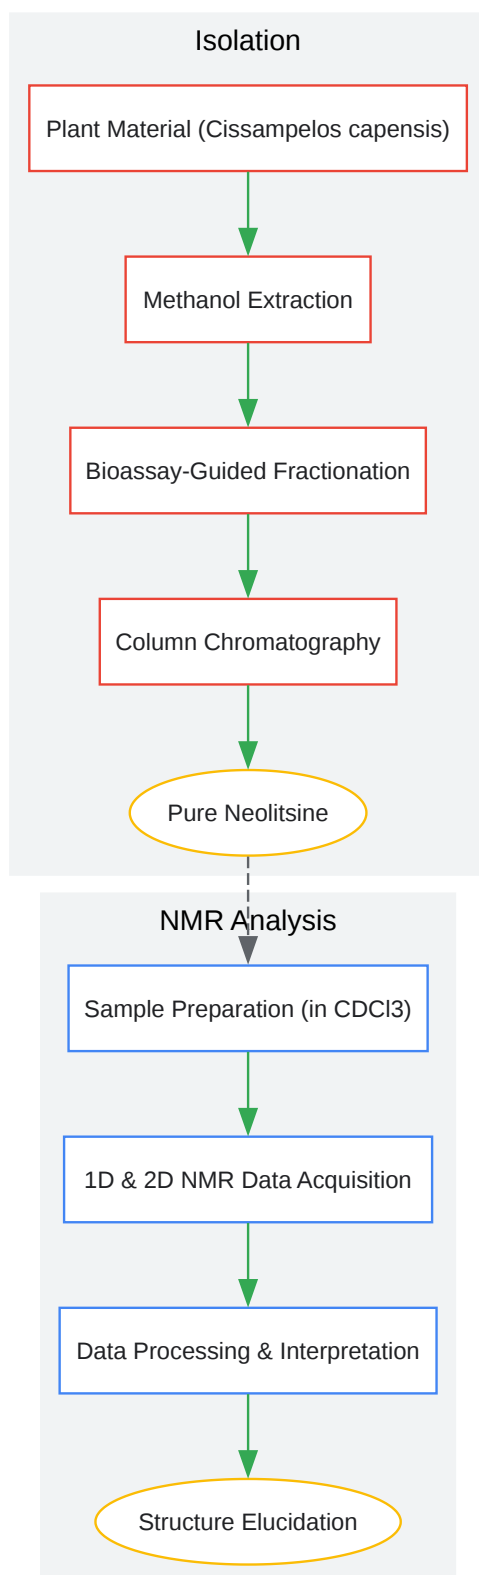 Isolation
Plant Material (Cissampelos capensis)
Methanol Extraction
Bioassay-Guided Fractionation
Column Chromatography
Pure Neolitsine
NMR Analysis
Sample Preparation (in CDCl3)
1D & 2D NMR Data Acquisition
Data Processing & Interpretation
Structure Elucidation